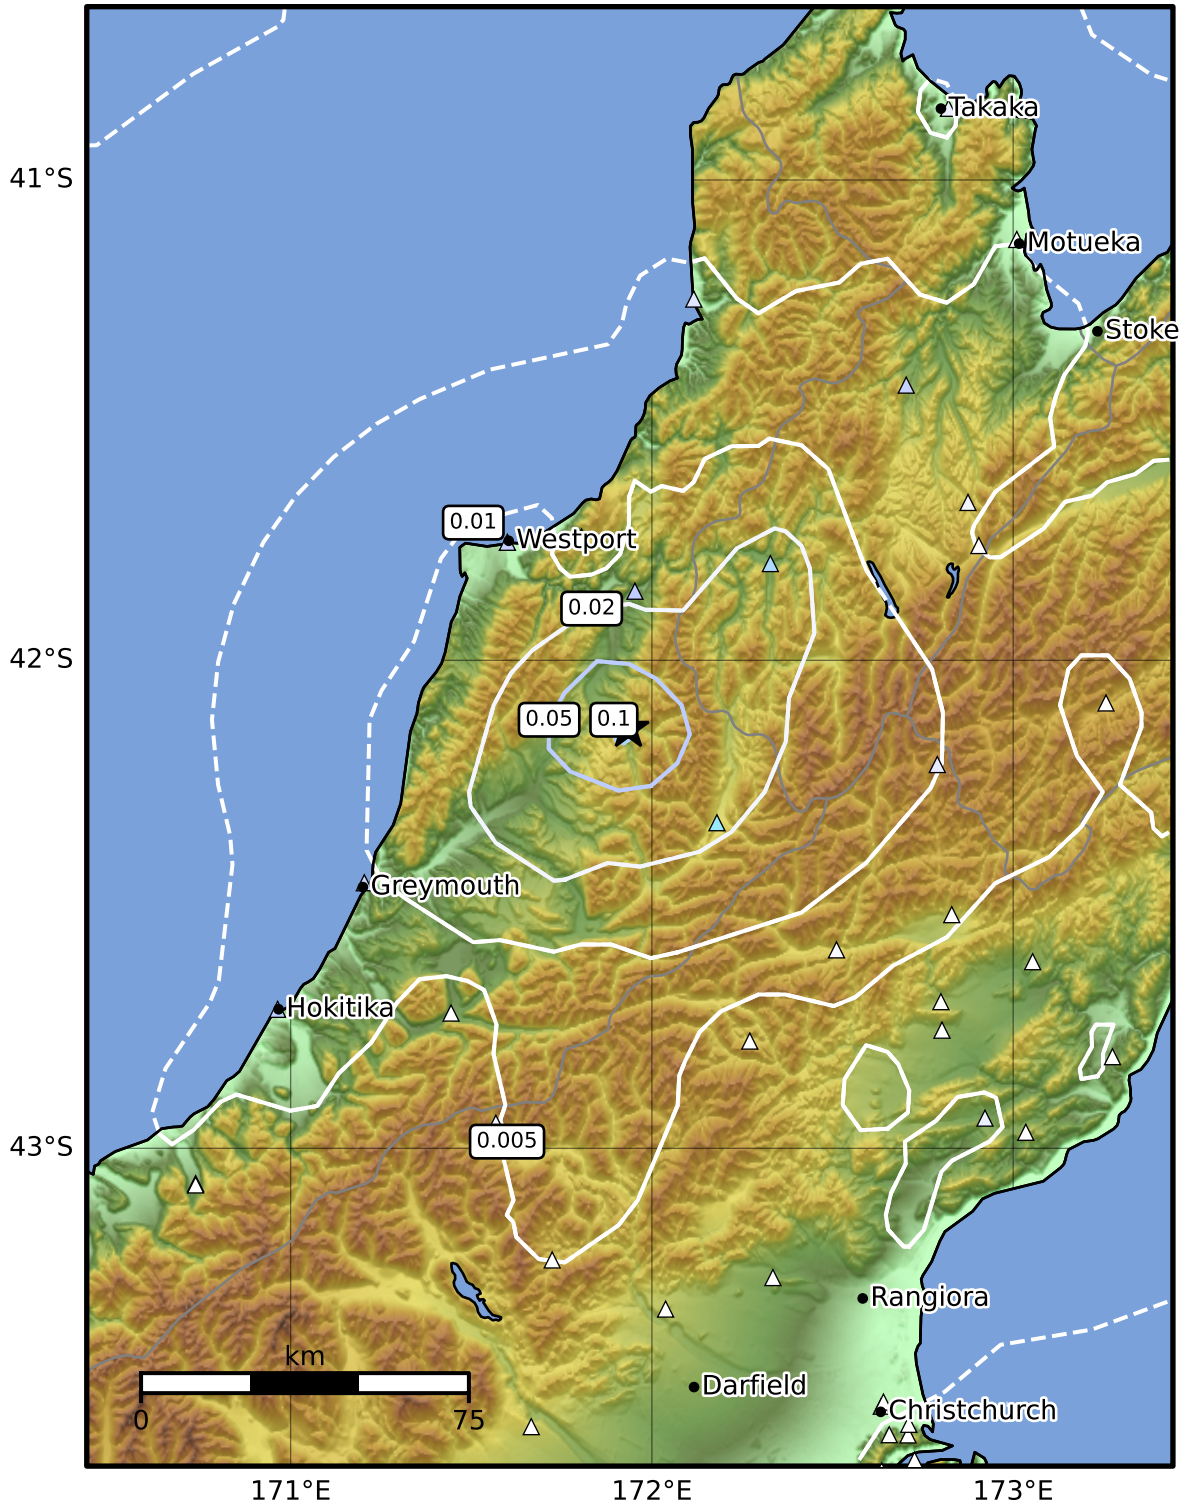 Takaka
41°S
Motueka
Stoke
0.01
Westport
0.02
42°S
0.05
0.1
Greymouth
Hokitika
0.005
43°S
Rangiora
km
Darfield
0
75
Christchurch
171°E
172°E
173°E